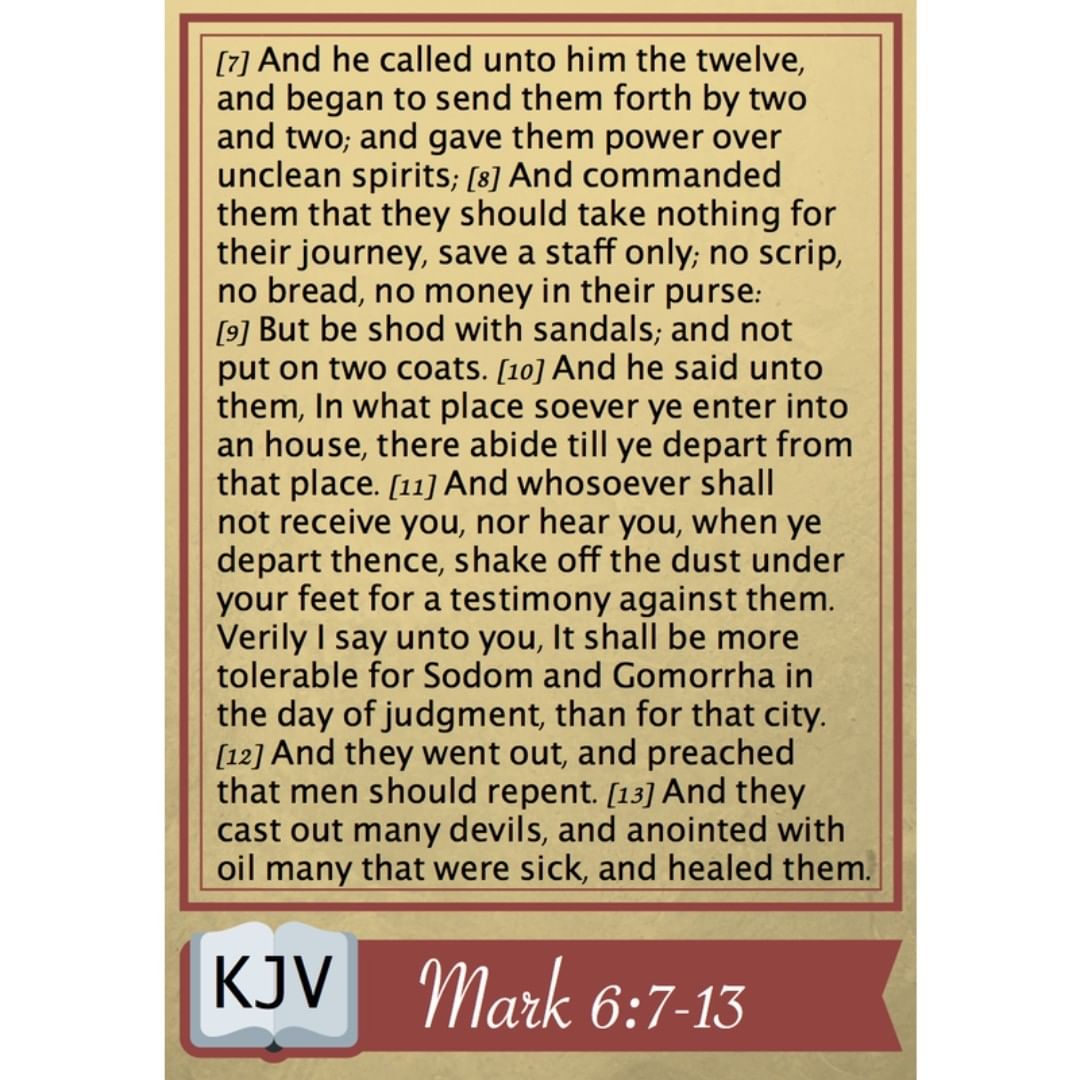 [7] And he called unto him the twelve,
and began to send them forth by two
and two; and gave them power over
unclean spirits; [8] And commanded
them that they should take nothing for
their journey, save a staff only; no scrip,
no bread, no money in their purse:
[9] But be shod with sandals; and not
put on two coats. [10] And he said unto
them, In what place soever ye enter into
an house, there abide till ye depart from
that place. [11] And whosoever shall
not receive you, nor hear you, when ye
depart thence, shake off the dust under
your feet for a testimony against them.
Verily I say unto you, It shall be more
tolerable for Sodom and Gomorrha in
the day of judgment, than for that city.
[12] And they went out, and preached
that men should repent. [13] And they
cast out many devils, and anointed with
oil many that were sick, and healed them.
KJV
Mark 6:7-13